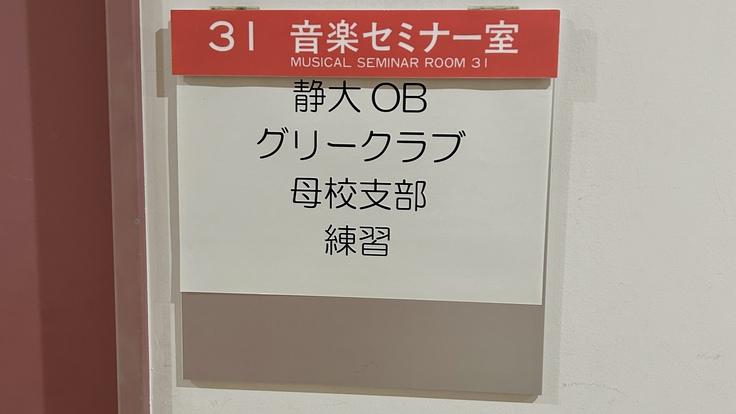 31 音楽セミナー室
MUSICAL SEMINAR ROOM 31
静大 OB
グリークラブ
母校支部
練習